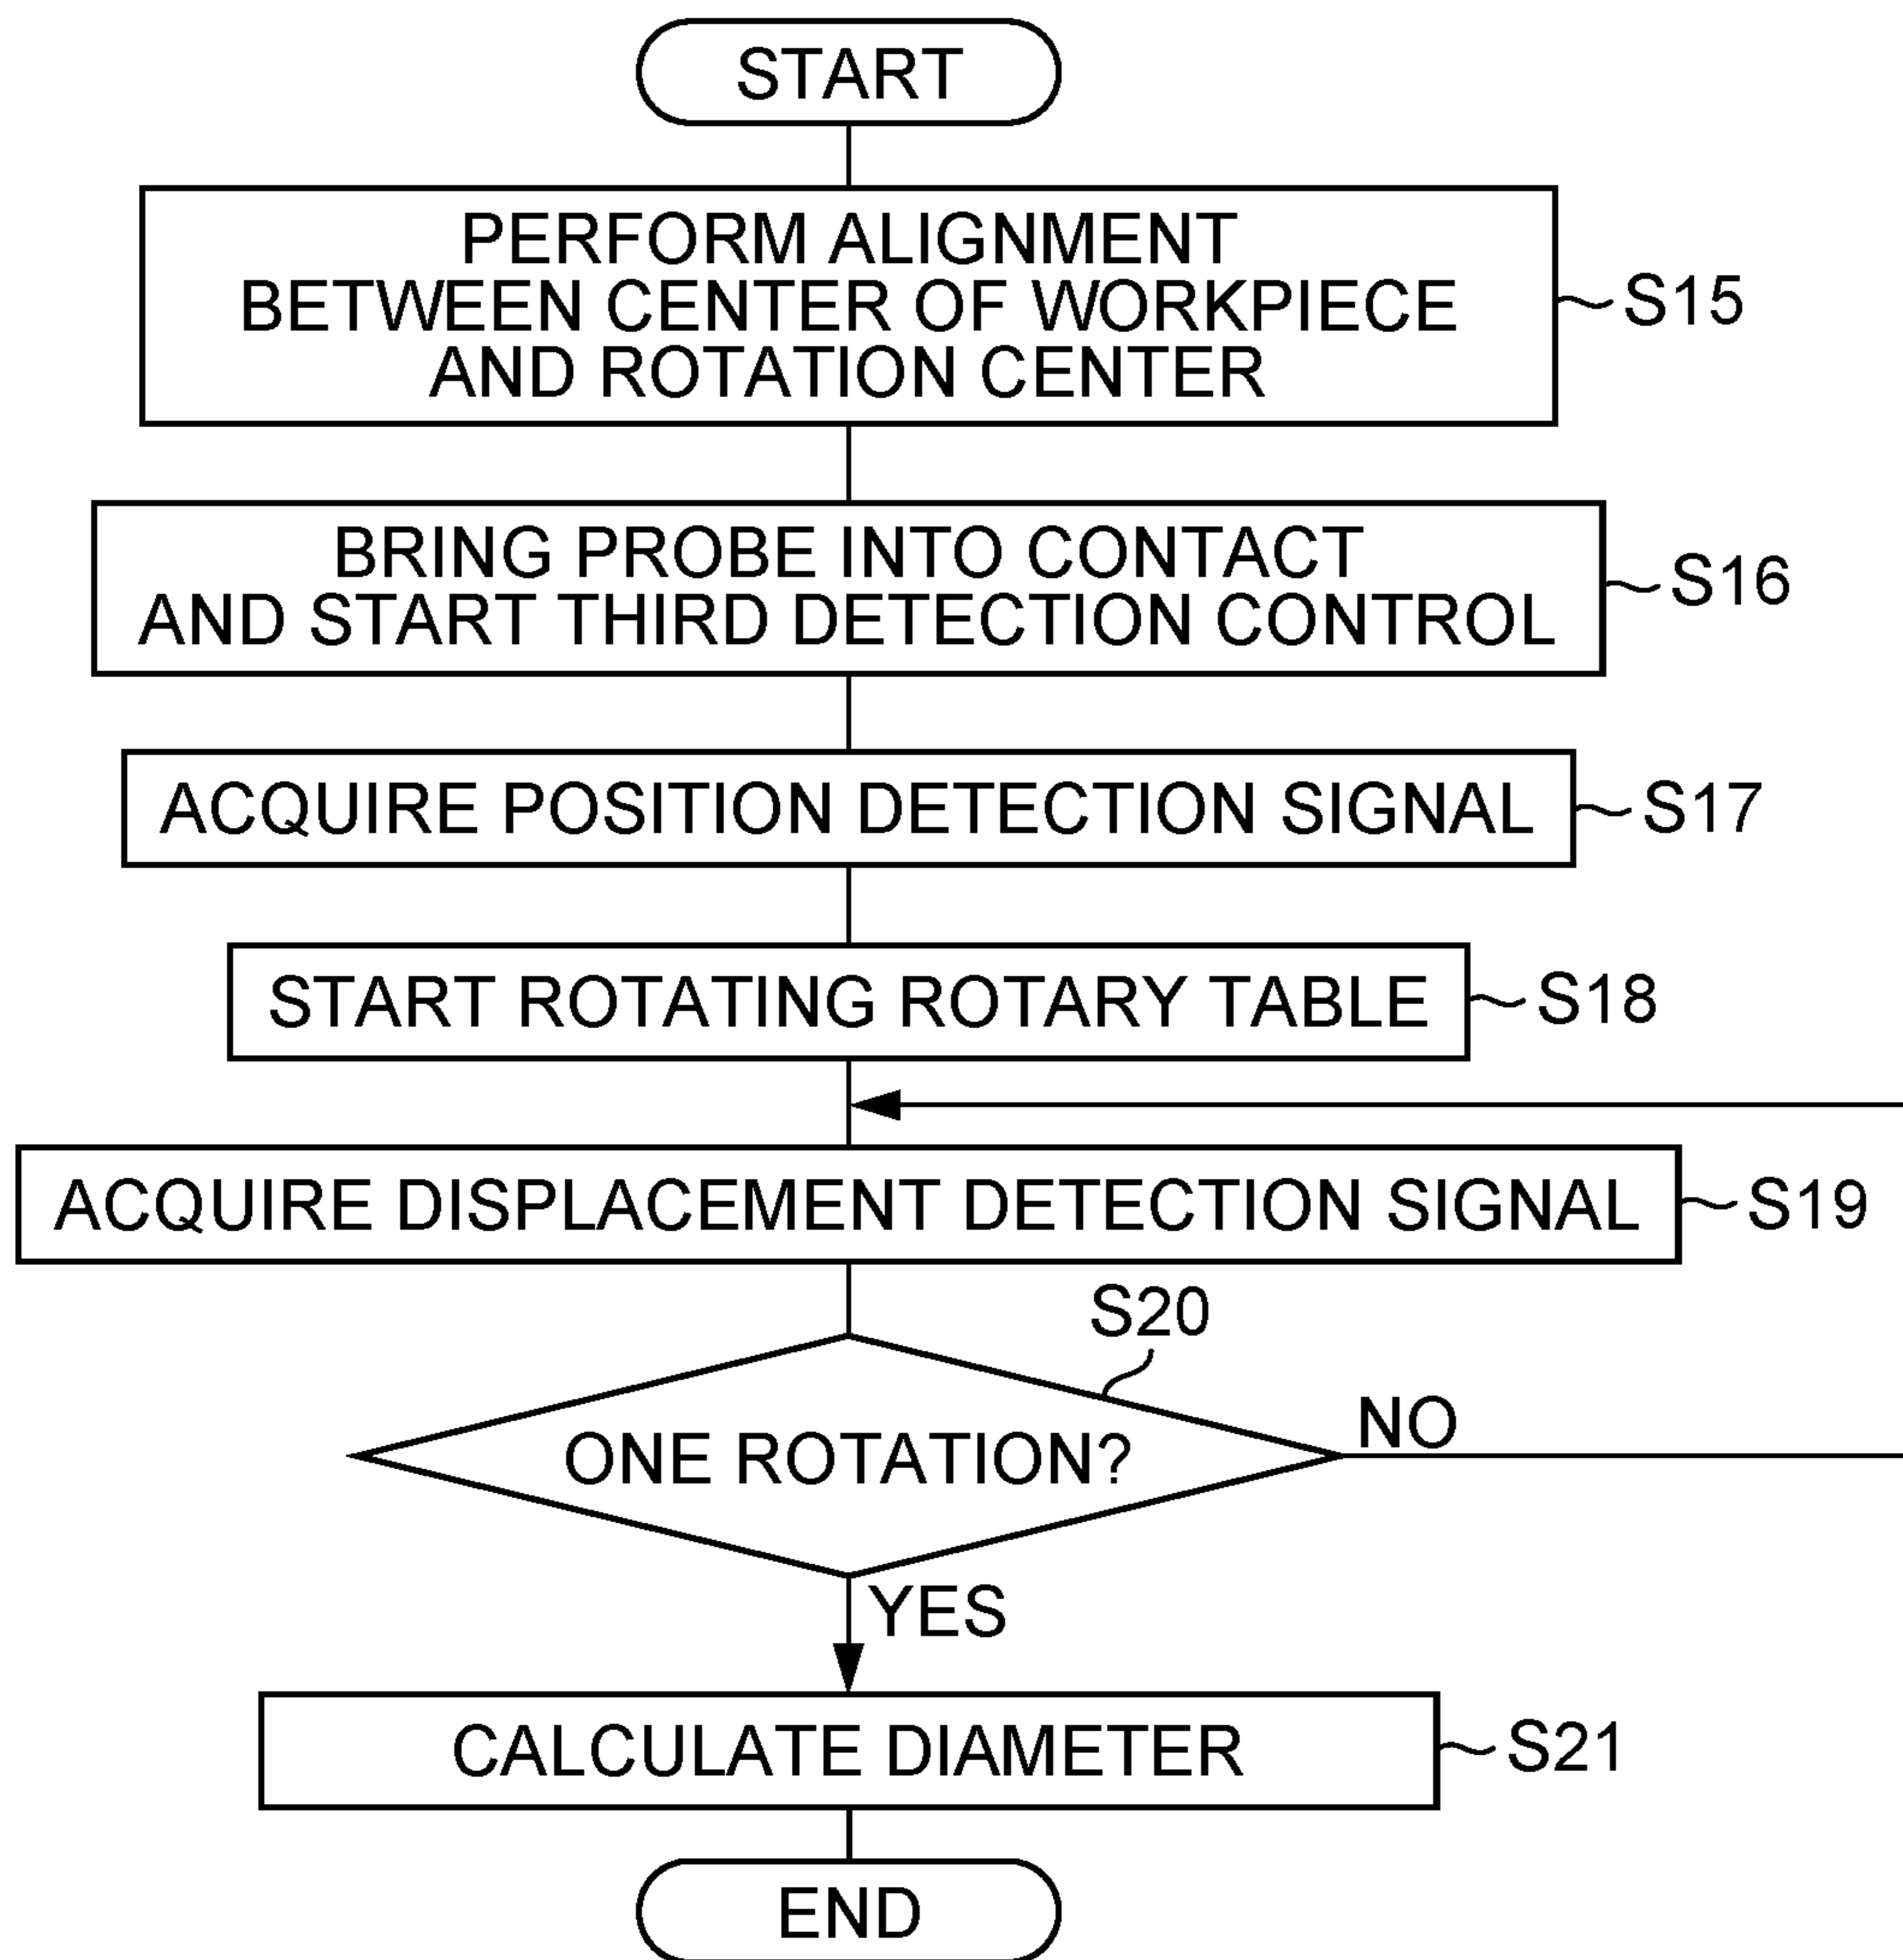 START
PERFORM ALIGNMENT
BETWEEN CENTER OF WORKPIECE
AND ROTATION CENTER
S15
BRING PROBE INTO CONTACT
AND START THIRD DETECTION CONTROL
S16
ACQUIRE POSITION DETECTION SIGNAL
S17
START ROTATING ROTARY TABLE
S18
ACQUIRE DISPLACEMENT DETECTION SIGNAL
S19
S20
ONE ROTATION?
NO
YES
CALCULATE DIAMETER
S21
END